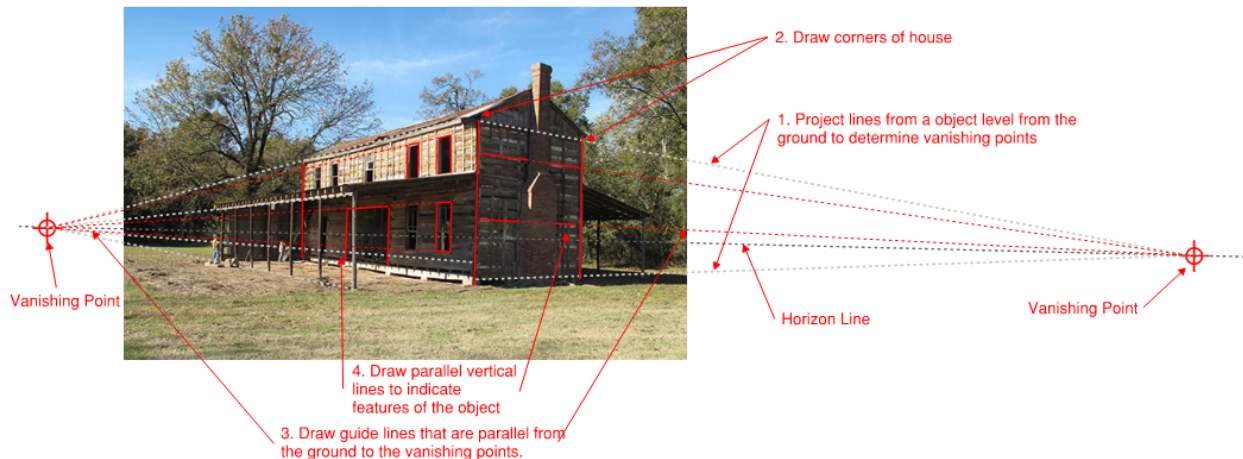 2. Draw corners of house
1. Project lines from a object level from the
ground to determine vanishing points
Vanishing Point
Vanishing Point
Horizon Line
4. Draw parallel vertical
lines to indicate
features of the object
3. Draw guide lines that are parallel from
the ground to the vanishing points.